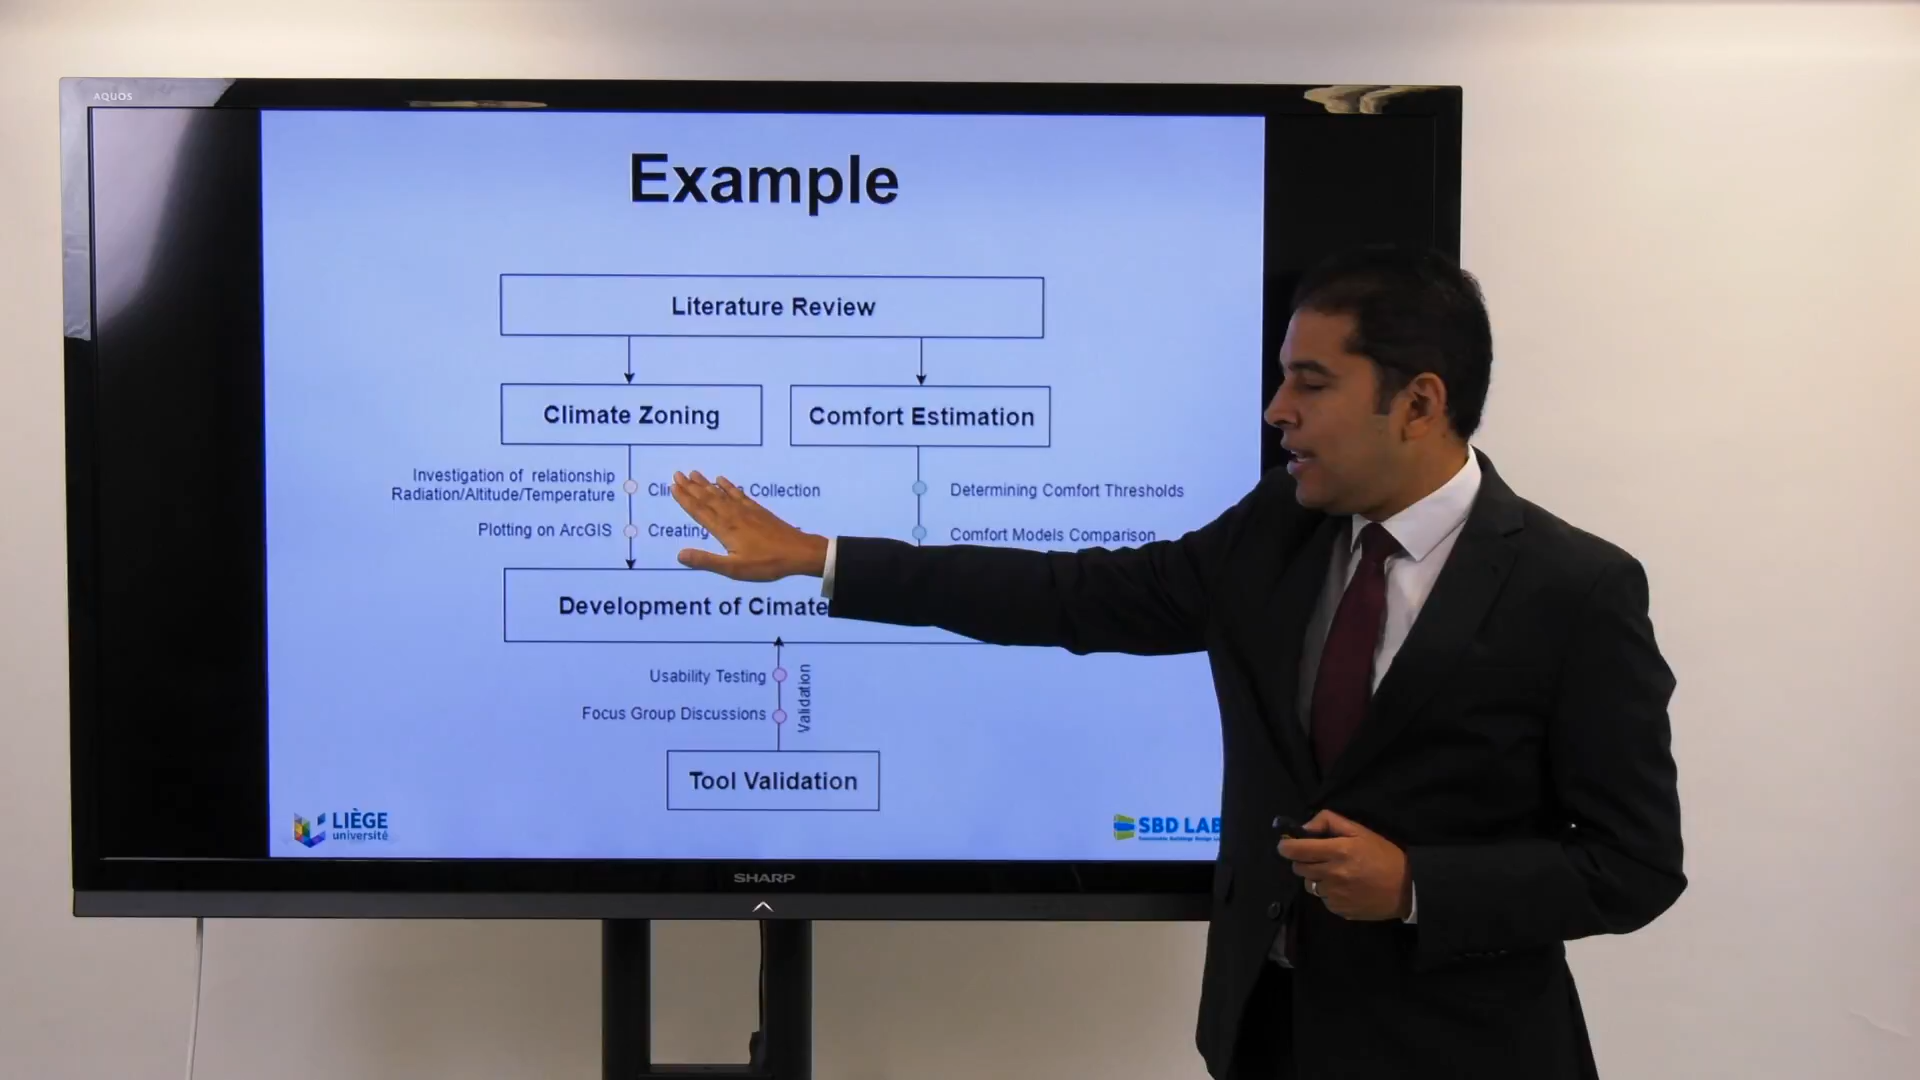 AQUOS
Example
Literature Review
Climate Zoning
Comfort Estimation
Investigation of relationship
Radiation/Altitude/Temperature
Collection
Determining Comfort Thresholds
Plotting on ArcGIS
Creating
Comfort Models Comparison
Development of Cimate
Usability Testing
Focus Group Discussions
Validation
Tool Validation
LIÈGE
université
SBD LAB
SHARP